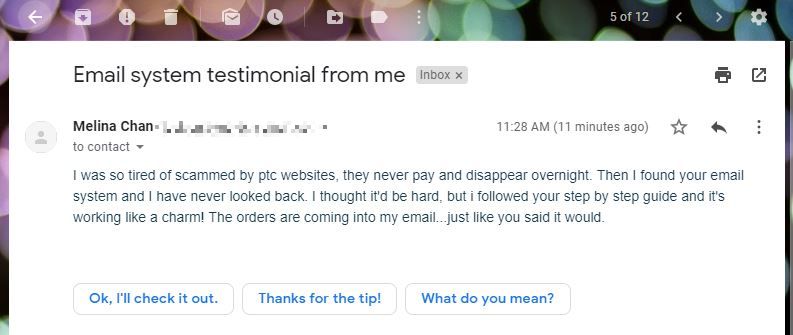 5 of 12
Email system testimonial from me Inbox ×
Melina Chan 11:28 AM (11 minutes ago)
to contact
I was so tired of scammed by ptc websites, they never pay and disappear overnight. Then I found your email
system and I have never looked back. I thought it'd be hard, but i followed your step by step guide and it's
working like a charm! The orders are coming into my email...just like you said it would.
Ok, I'll check it out. Thanks for the tip! What do you mean?